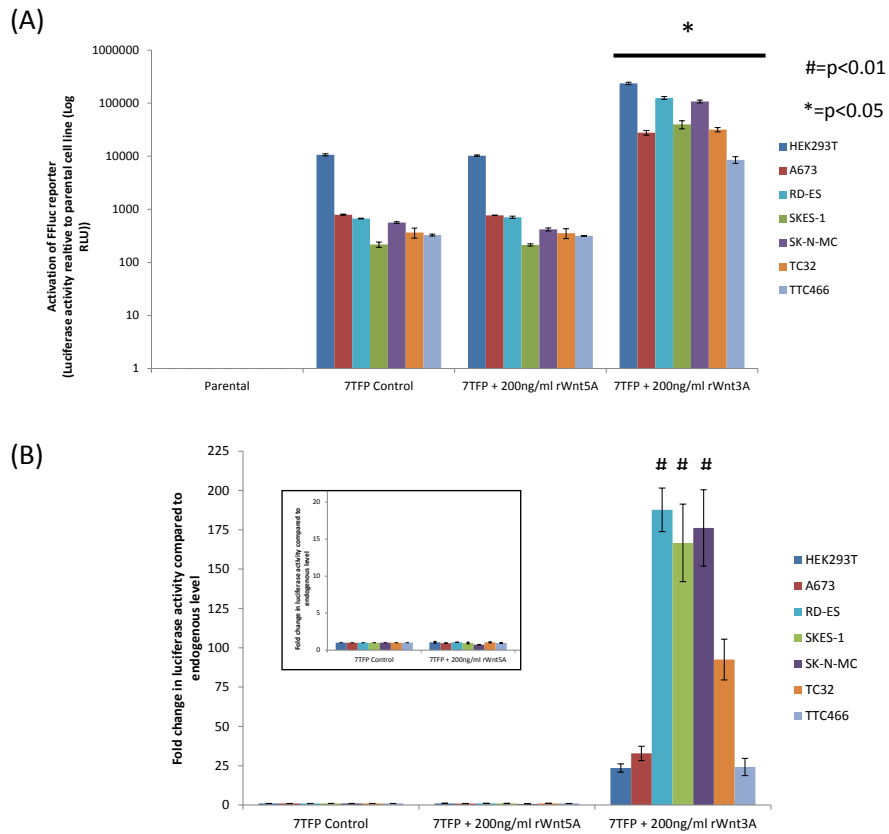 (A)
*
#=p<0.01
*=p<0.05
Activation of FFluc reporter
(Luciferase activity realtive to parental cell line (Log
RLU))
1000000
100000
10000
1000
100
10
1
Parental
7TFP Control
7TFP + 200ng/ml rWnt5A
7TFP + 200ng/ml rWnt3A
HEK293T
A673
RD-ES
SKES-1
SK-N-MC
TC32
TTC466
(B)
Fold change in luciferase activity compared to
endogenous level
225
200
175
150
125
100
75
50
25
0
# # #
Fold change in luciferase activity compared to
endogenous level
20
15
10
5
0
7TFP Control
7TFP + 200ng/ml rWnt5A
7TFP Control
7TFP + 200ng/ml rWnt5A
7TFP + 200ng/ml rWnt3A
HEK293T
A673
RD-ES
SKES-1
SK-N-MC
TC32
TTC466